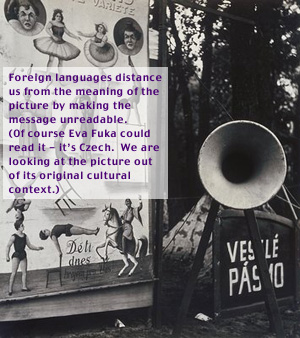 VARIETE
Foreign languages distance
us from the meaning of the
picture by making the
message unreadable.
(Of course Eva Fuka could
read it – it's Czech. We are
looking at the picture out
of its original cultural
context.)
Děti
dnes
VESELÉ
PÁSMO